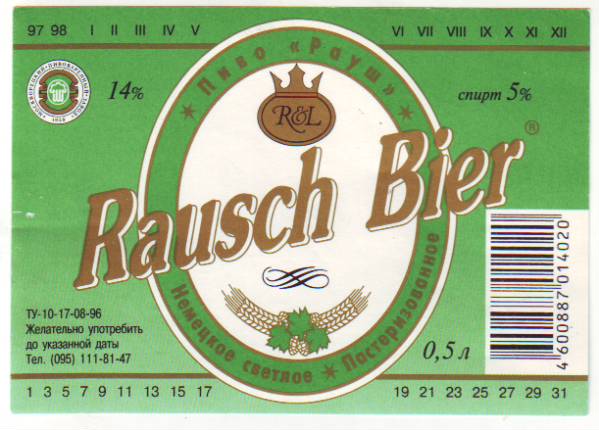 97 98 I II III IV V
VI VII VIII IX X XI XII
Пиво «Рауш»
14%
спирт 5%
R&L
Rausch Bier®
Немецкое светлое ★ Пастеризованное
ТУ-10-17-08-96
Желательно употребить
до указанной даты
Тел. (095) 111-81-47
0,5 л
4 600887 014020
1 3 5 7 9 11 13 15 17
19 21 23 25 27 29 31